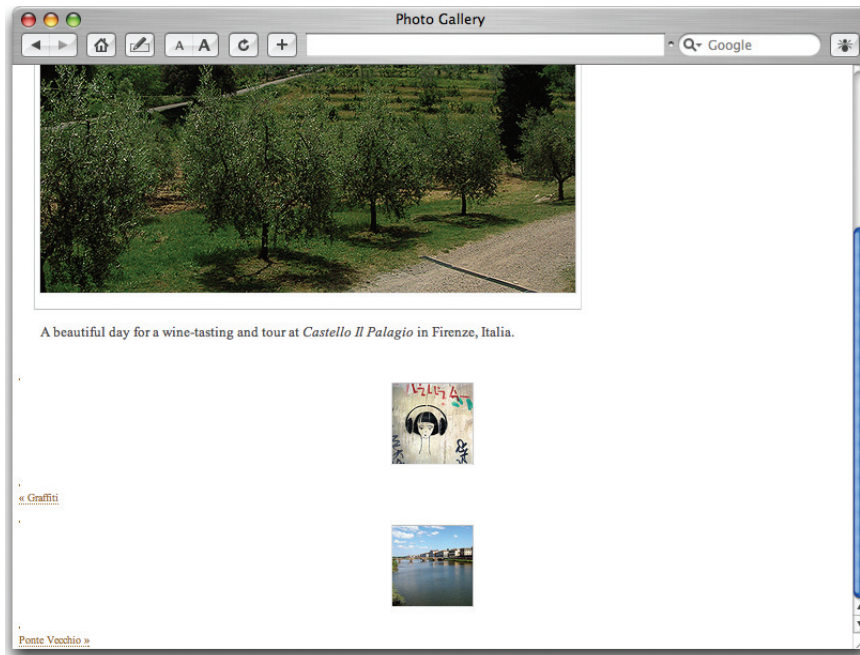 Photo Gallery
A A
Google
A beautiful day for a wine-tasting and tour at Castello Il Palagio in Firenze, Italia.
« Graffiti
Ponte Vecchio »